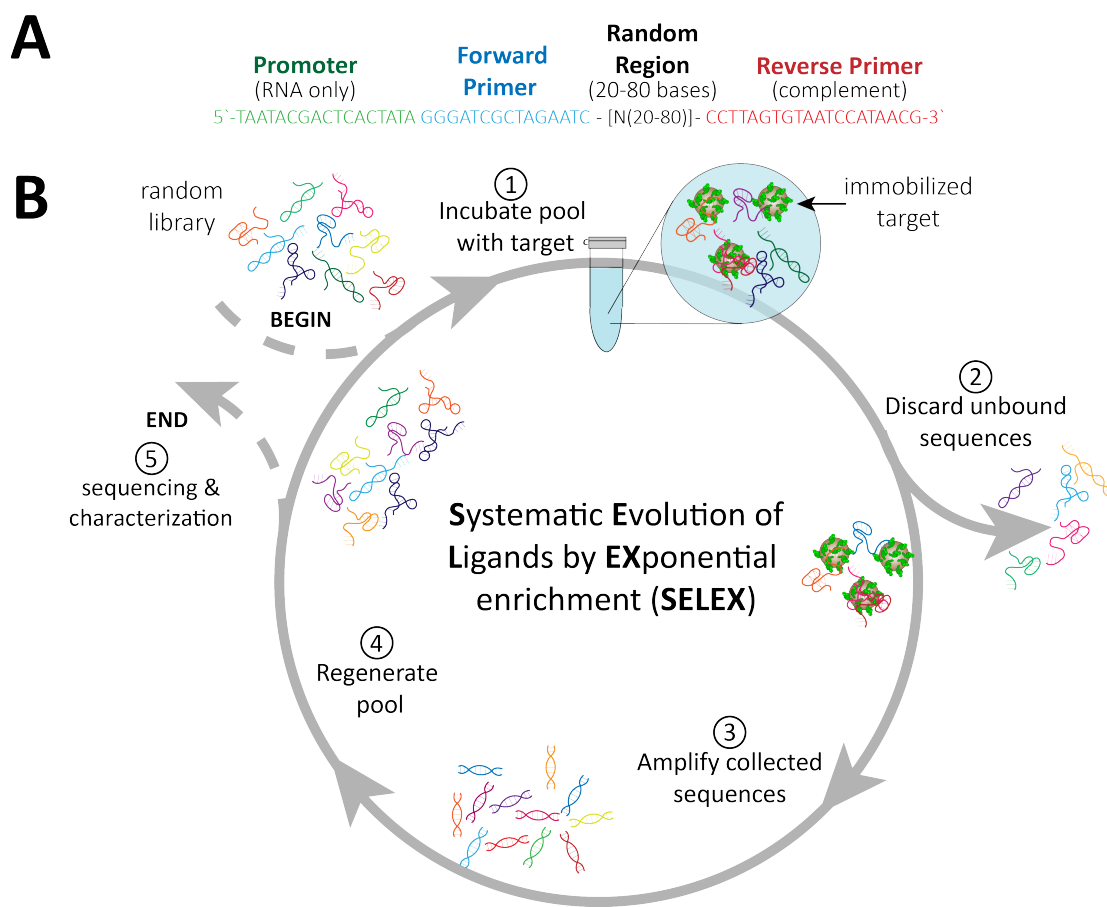 A
Promoter
(RNA only)
Forward
Primer
Random
Region
(20-80 bases)
Reverse Primer
(complement)
5`-TAATACGACTCACTATA GGGATCGCTAGAATC - [N(20-80)]- CCTTAGTGTAATCCATAACG-3`
B
random
library
BEGIN
1
Incubate pool
with target
immobilized
target
2
Discard unbound
sequences
END
5
sequencing &
characterization
Systematic Evolution of
Ligands by EXponential
enrichment (SELEX)
4
Regenerate
pool
3
Amplify collected
sequences